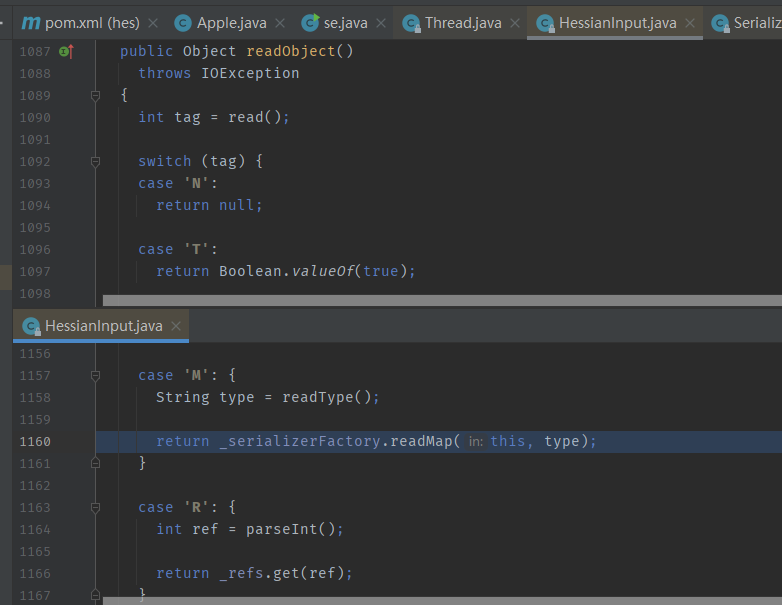 pom.xml (hes) Apple.java se.java Thread.java HessianInput.java Serializ
1087 public Object readObject()
1088 throws IOException
1089 {
1090 int tag = read();
1091
1092 switch (tag) {
1093 case 'N':
1094 return null;
1095
1096 case 'T':
1097 return Boolean.valueOf(true);
1098
HessianInput.java
1156
1157 case 'M': {
1158 String type = readType();
1159
1160 return _serializerFactory.readMap( in: this, type);
1161 }
1162
1163 case 'R': {
1164 int ref = parseInt();
1165
1166 return _refs.get(ref);
1167 }